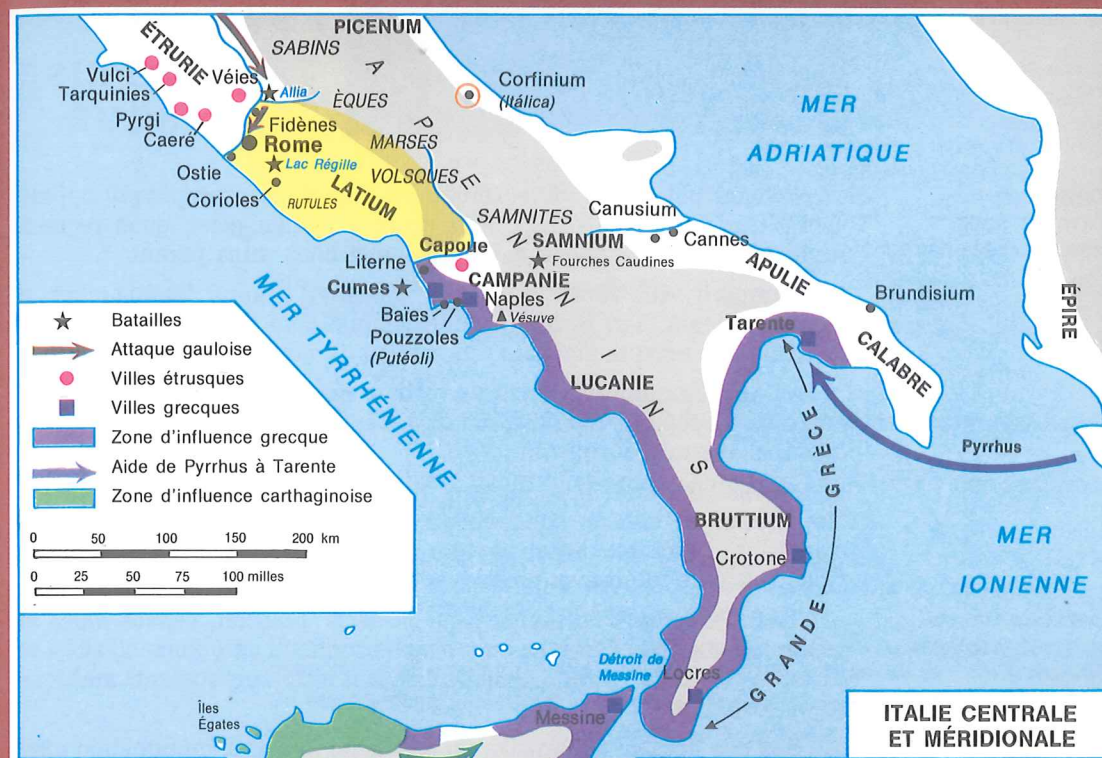 PICENUM
SABINS
ÉTRURIE
Vulci
Véies
Tarquinies
Allia
Corfinium
(Itálica)
ÈQUES
Pyrgi
Caeré
Fidènes
Rome
MARSES
Ostie
Lac Régille
VOLSQUES
Corioles
RUTULES
LATIUM
APENNINS
MER
ADRIATIQUE
SAMNITES
Canusium
SAMNIUM
Cannes
Capoue
Fourches Caudines
Literne
CAMPANIE
APULIE
Cumes
Naples
Brundisium
ÉPIRE
Baïes
Vésuve
Pouzzoles
(Putéoli)
Tarente
CALABRE
MER TYRRHÉNIENNE
LUCANIE
Pyrrhus
GRANDE GRÈCE
BRUTTIUM
Crotone
MER
IONIENNE
Détroit de
Messine
Locres
Messine
Îles
Égates
Batailles
Attaque gauloise
Villes étrusques
Villes grecques
Zone d'influence grecque
Aide de Pyrrhus à Tarente
Zone d'influence carthaginoise
0 50 100 150 200 km
0 25 50 75 100 milles
ITALIE CENTRALE
ET MÉRIDIONALE